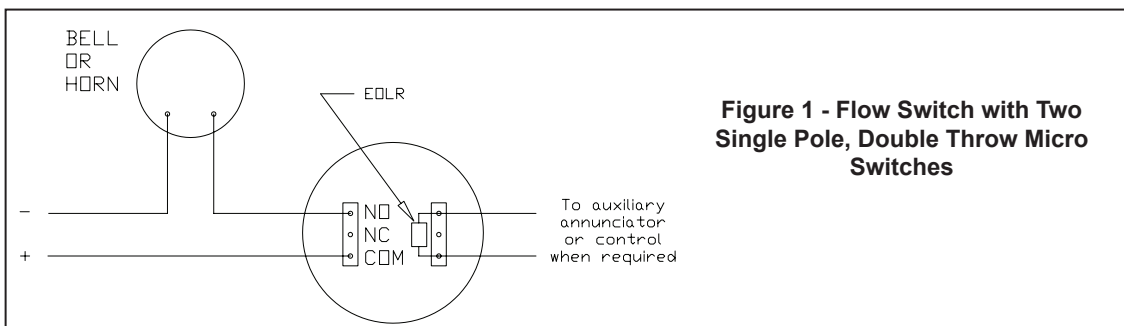 BELL
OR
HORN
EOLR
Figure 1 - Flow Switch with Two
Single Pole, Double Throw Micro
Switches
-
+
NO
NC
COM
To auxiliary
annunciator
or control
when required